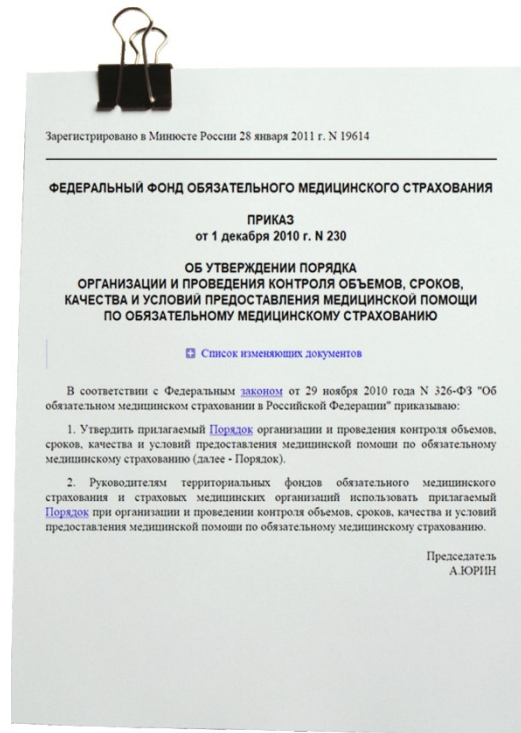 Зарегистрировано в Минюсте России 28 января 2011 г. N 19614
ФЕДЕРАЛЬНЫЙ ФОНД ОБЯЗАТЕЛЬНОГО МЕДИЦИНСКОГО СТРАХОВАНИЯ
ПРИКАЗ
от 1 декабря 2010 г. N 230
ОБ УТВЕРЖДЕНИИ ПОРЯДКА
ОРГАНИЗАЦИИ И ПРОВЕДЕНИЯ КОНТРОЛЯ ОБЪЕМОВ, СРОКОВ,
КАЧЕСТВА И УСЛОВИЙ ПРЕДОСТАВЛЕНИЯ МЕДИЦИНСКОЙ ПОМОЩИ
ПО ОБЯЗАТЕЛЬНОМУ МЕДИЦИНСКОМУ СТРАХОВАНИЮ
Список изменяющих документов
В соответствии с Федеральным законом от 29 ноября 2010 года N 326-ФЗ "Об
обязательном медицинском страховании в Российской Федерации" приказываю:
1. Утвердить прилагаемый Порядок организации и проведения контроля объемов,
сроков, качества и условий предоставления медицинской помощи по обязательному
медицинскому страхованию (далее - Порядок).
2. Руководителям территориальных фондов обязательного медицинского
страхования и страховых медицинских организаций использовать прилагаемый
Порядок при организации и проведении контроля объемов, сроков, качества и условий
предоставления медицинской помощи по обязательному медицинскому страхованию.
Председатель
А.ЮРИН